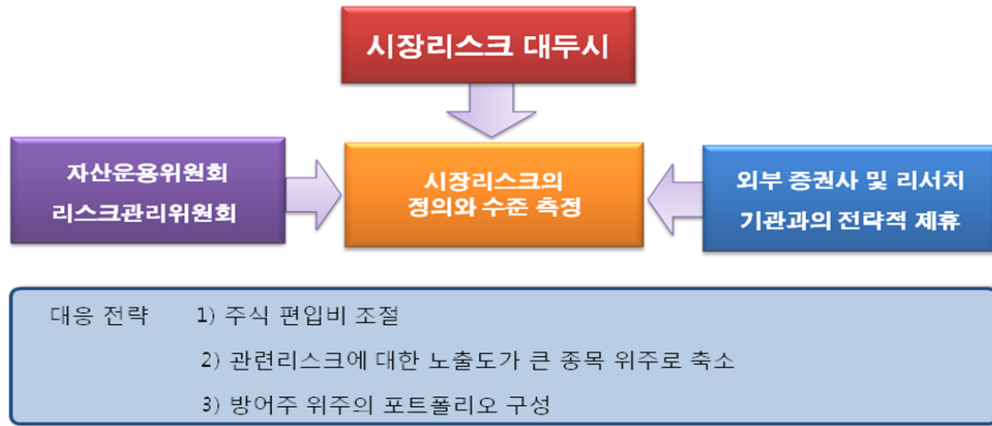 시장리스크 대두시
자산운용위원회
리스크관리위원회
시장리스크의
정의와 수준 측정
외부 증권사 및 리서치
기관과의 전략적 제휴
대응 전략 1) 주식 편입비 조절
2) 관련리스크에 대한 노출도가 큰 종목 위주로 축소
3) 방어주 위주의 포트폴리오 구성